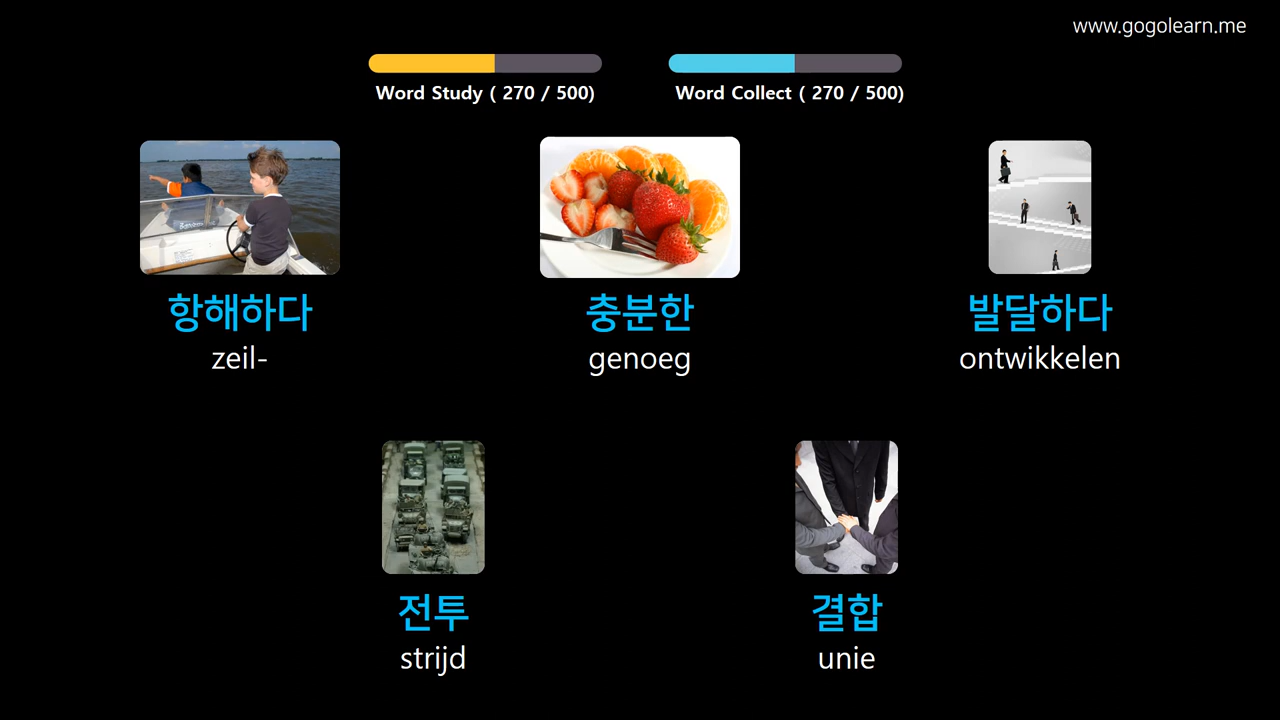 www.gogolearn.me
Word Study ( 270 / 500)
Word Collect ( 270 / 500)
항해하다
zeil-
충분한
genoeg
발달하다
ontwikkelen
전투
strijd
결합
unie